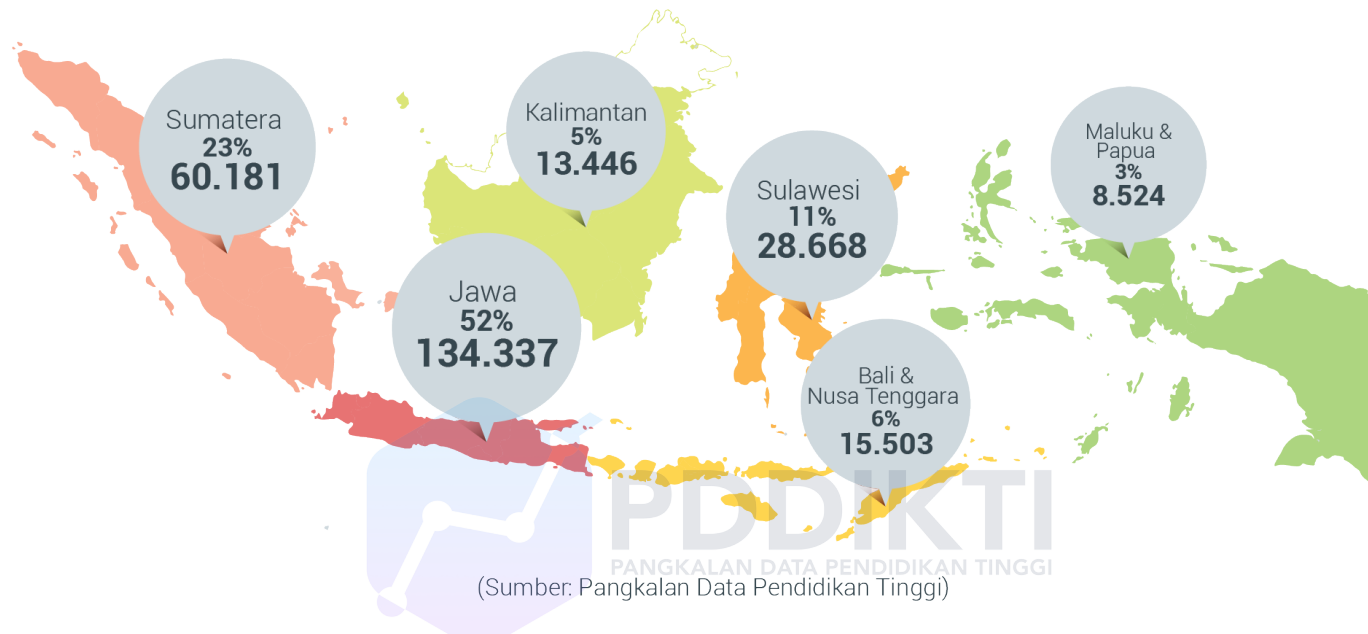 Sumatera
23%
60.181
Kalimantan
5%
13.446
Maluku &
Papua
3%
8.524
Sulawesi
11%
28.668
Jawa
52%
134.337
Bali &
Nusa Tenggara
6%
15.503
PDDIKTI
PANGKALAN DATA PENDIDIKAN TINGGI
(Sumber: Pangkalan Data Pendidikan Tinggi)